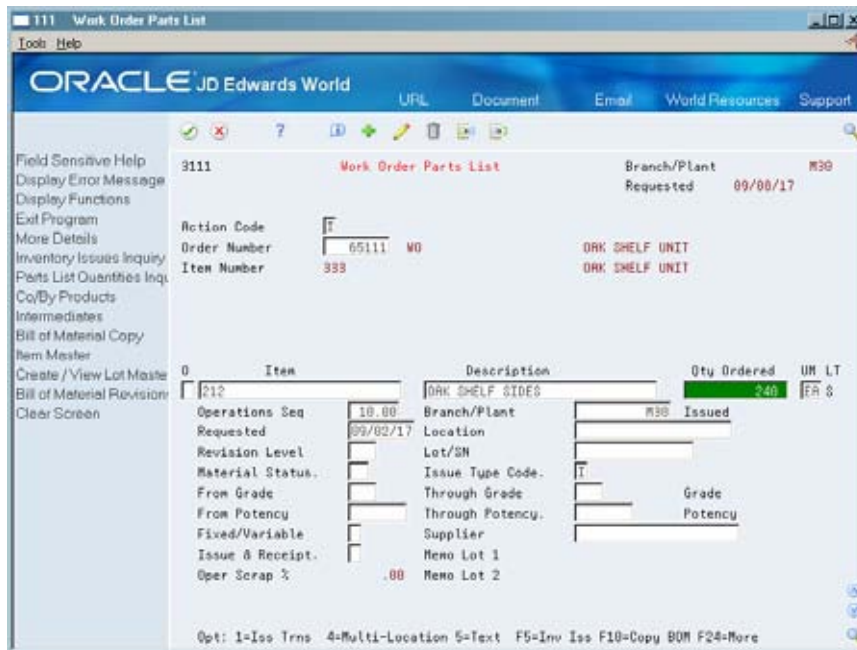 111 Work Order Parts List
Tools Help
ORACLE JD Edwards World
URL Document Email World Resources Support
Field Sensitive Help
Display Error Message
Display Functions
Exit Program
More Details
Inventory Issues Inquiry
Parts List Quantities Inqu
Co/By Products
Intermediates
Bill of Material Copy
Item Master
Create / View Lot Maste
Bill of Material Revision
Clear Screen
3111 Work Order Parts List Branch/Plant M30
Requested 09/08/17
Action Code I
Order Number 65111 WO OAK SHELF UNIT
Item Number 333 OAK SHELF UNIT
O Item Description Qty Ordered UM LT
212 OAK SHELF SIDES 240 EA S
Operations Seq 10.00 Branch/Plant M30 Issued
Requested 09/02/17 Location
Revision Level Lot/SN
Material Status. Issue Type Code. I
From Grade Through Grade Grade
From Potency Through Potency. Potency
Fixed/Variable Supplier
Issue & Receipt. Memo Lot 1
Oper Scrap % .00 Memo Lot 2
Opt: 1=Iss Trns 4=Multi-Location 5=Text F5=Inv Iss F10=Copy BOM F24=More